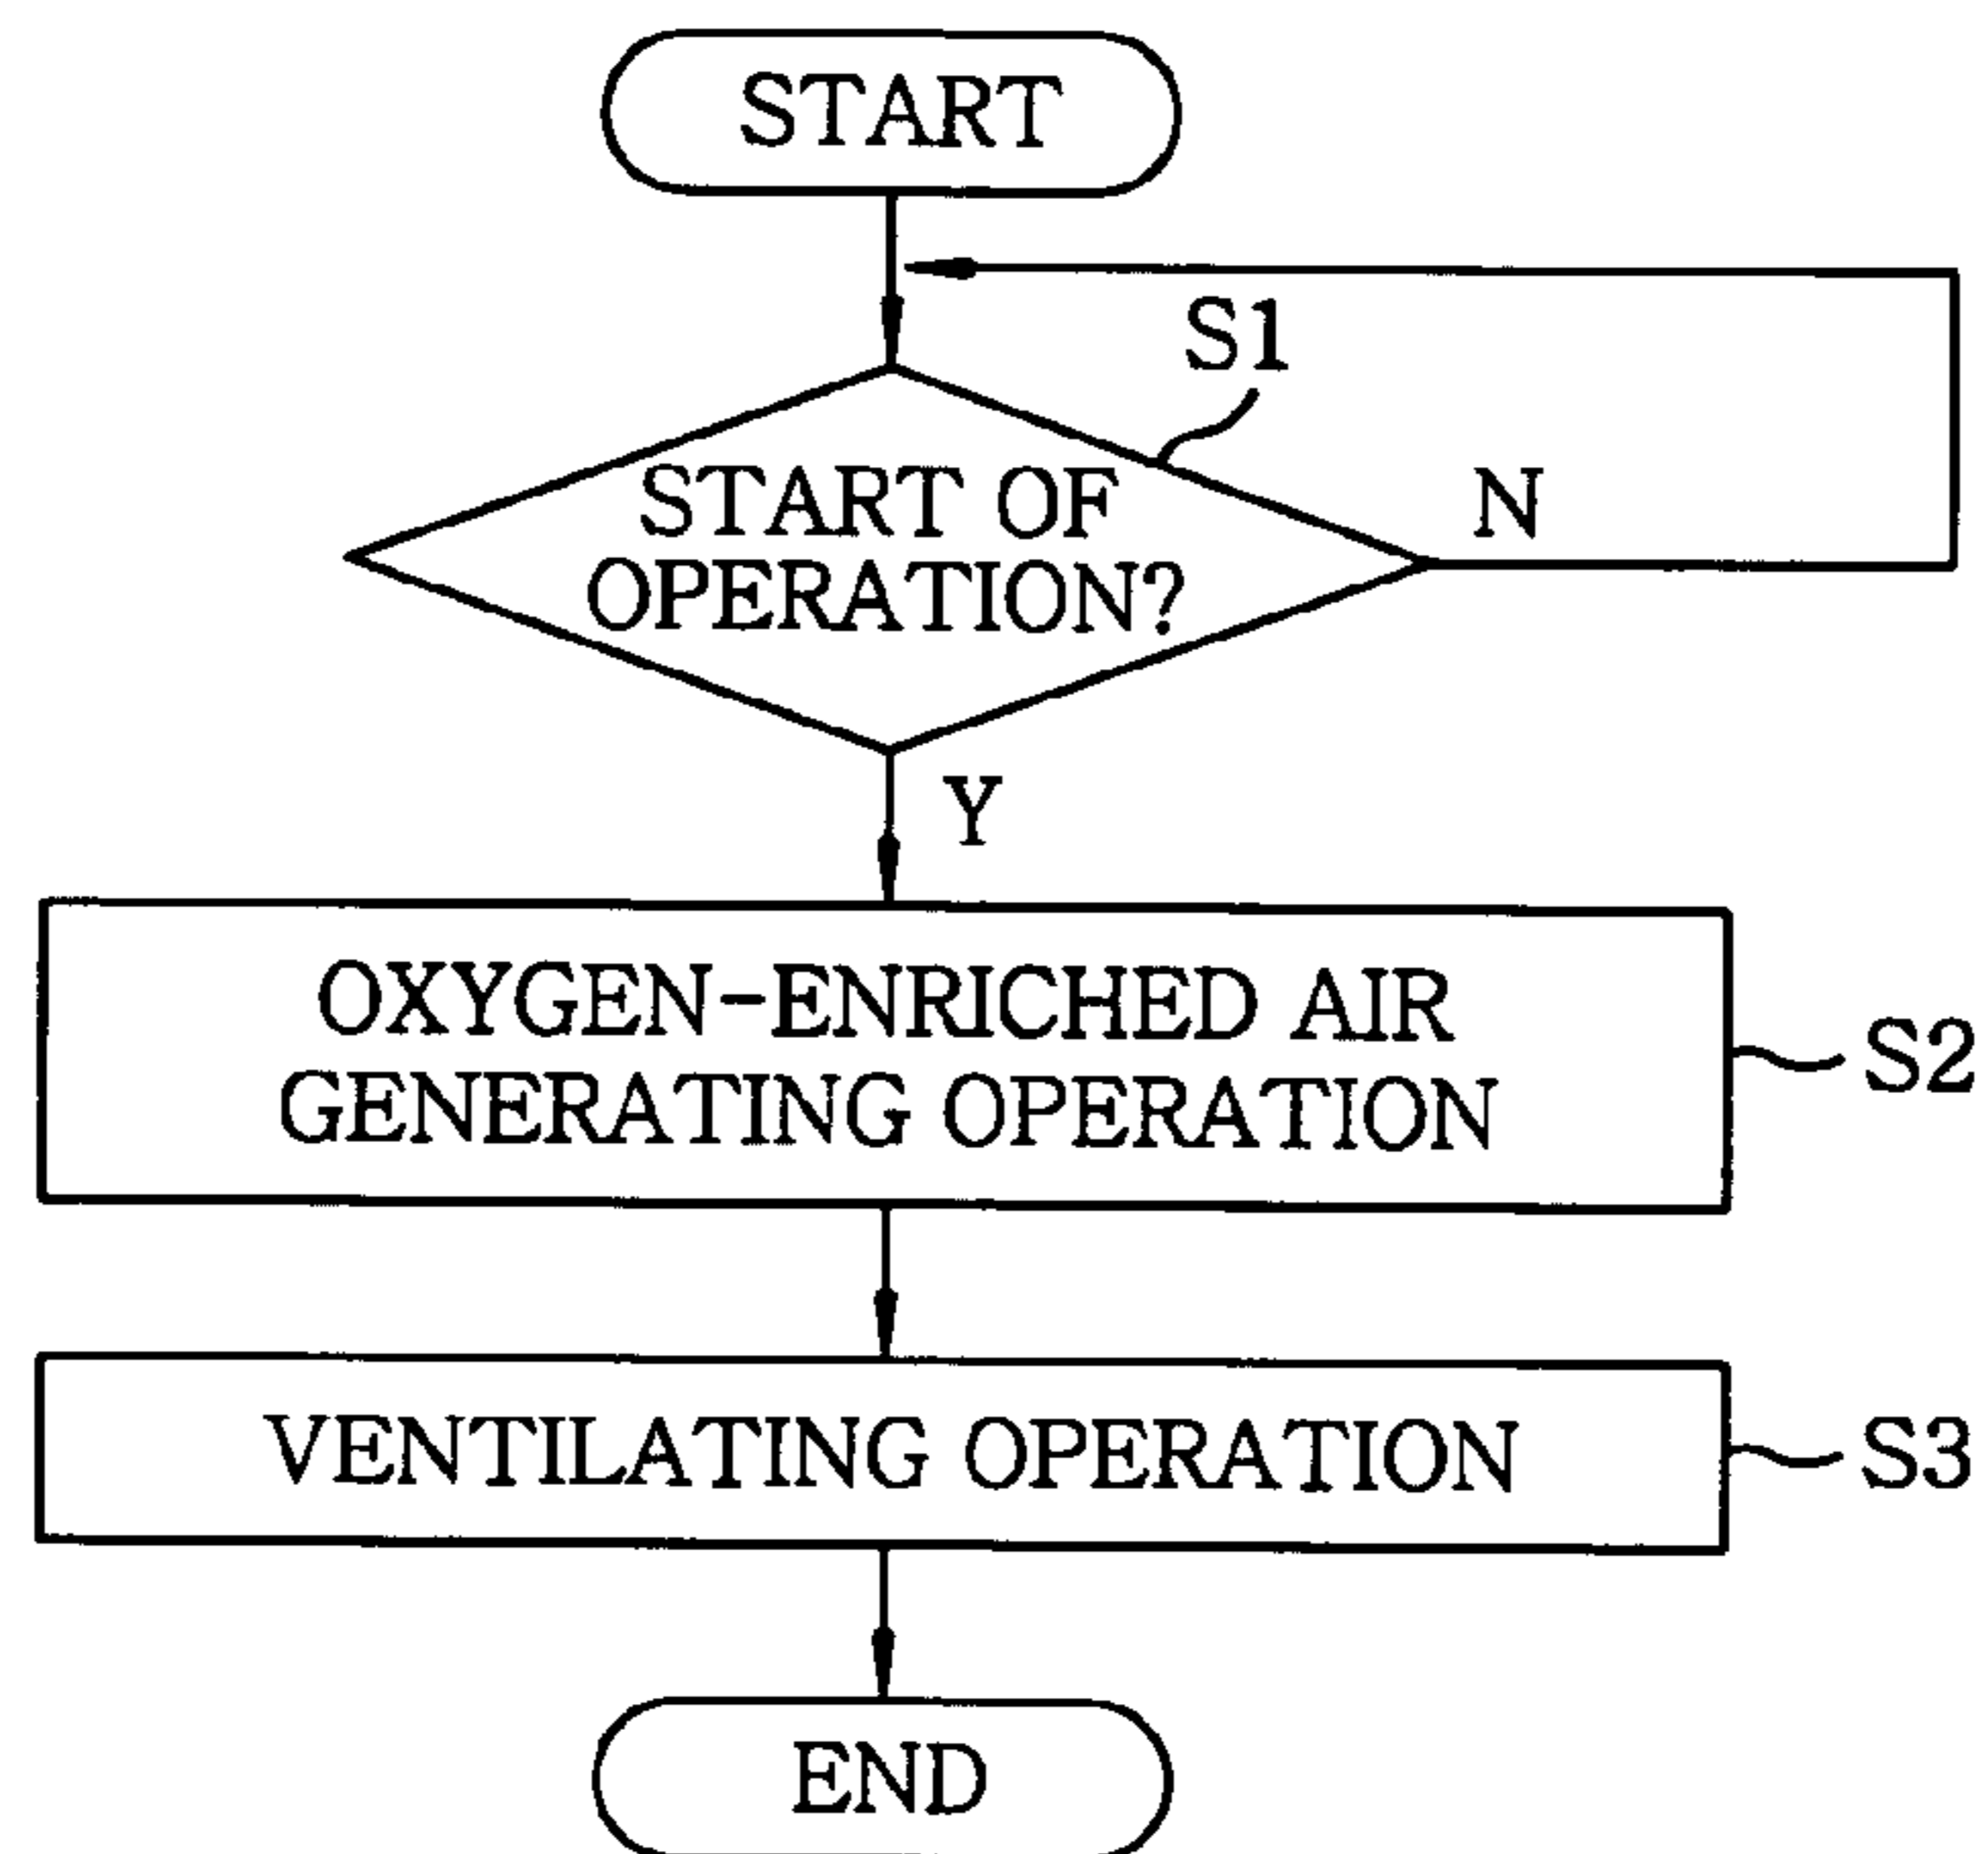 START
S1
START OF
OPERATION?
N
Y
OXYGEN-ENRICHED AIR
GENERATING OPERATION
S2
VENTILATING OPERATION
S3
END